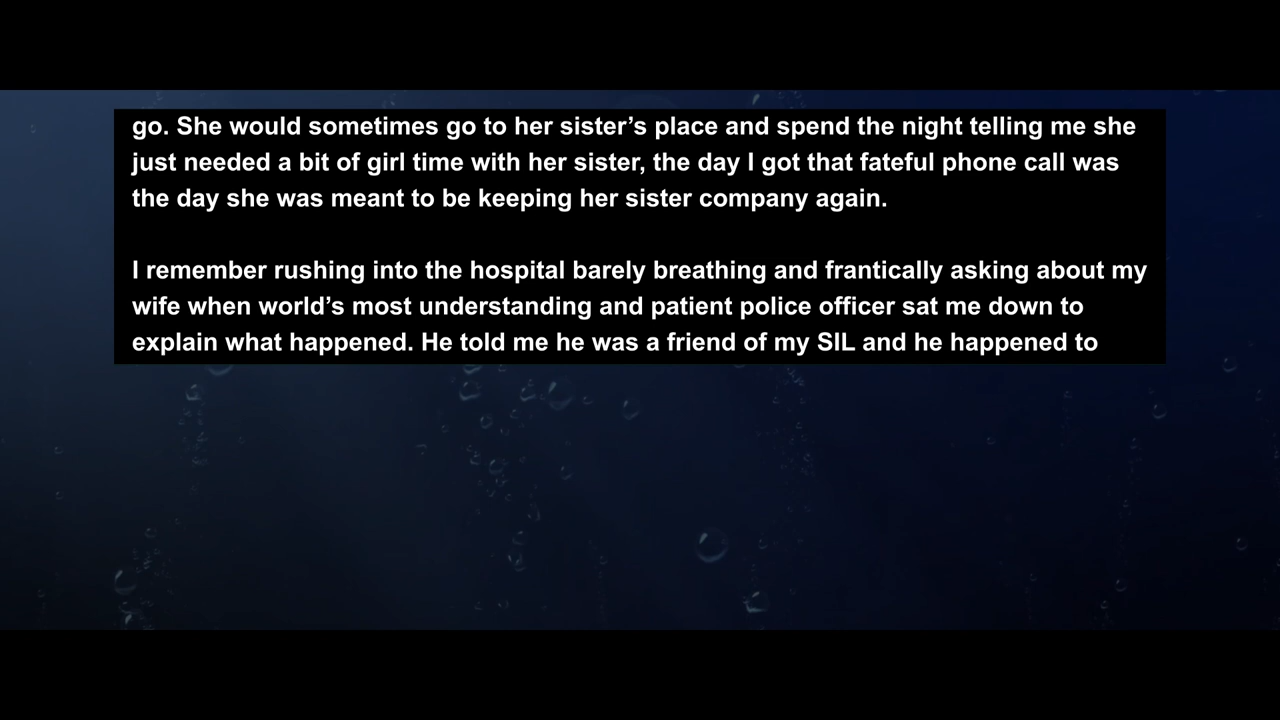 go. She would sometimes go to her sister’s place and spend the night telling me she
just needed a bit of girl time with her sister, the day I got that fateful phone call was
the day she was meant to be keeping her sister company again.
I remember rushing into the hospital barely breathing and frantically asking about my
wife when world’s most understanding and patient police officer sat me down to
explain what happened. He told me he was a friend of my SIL and he happened to